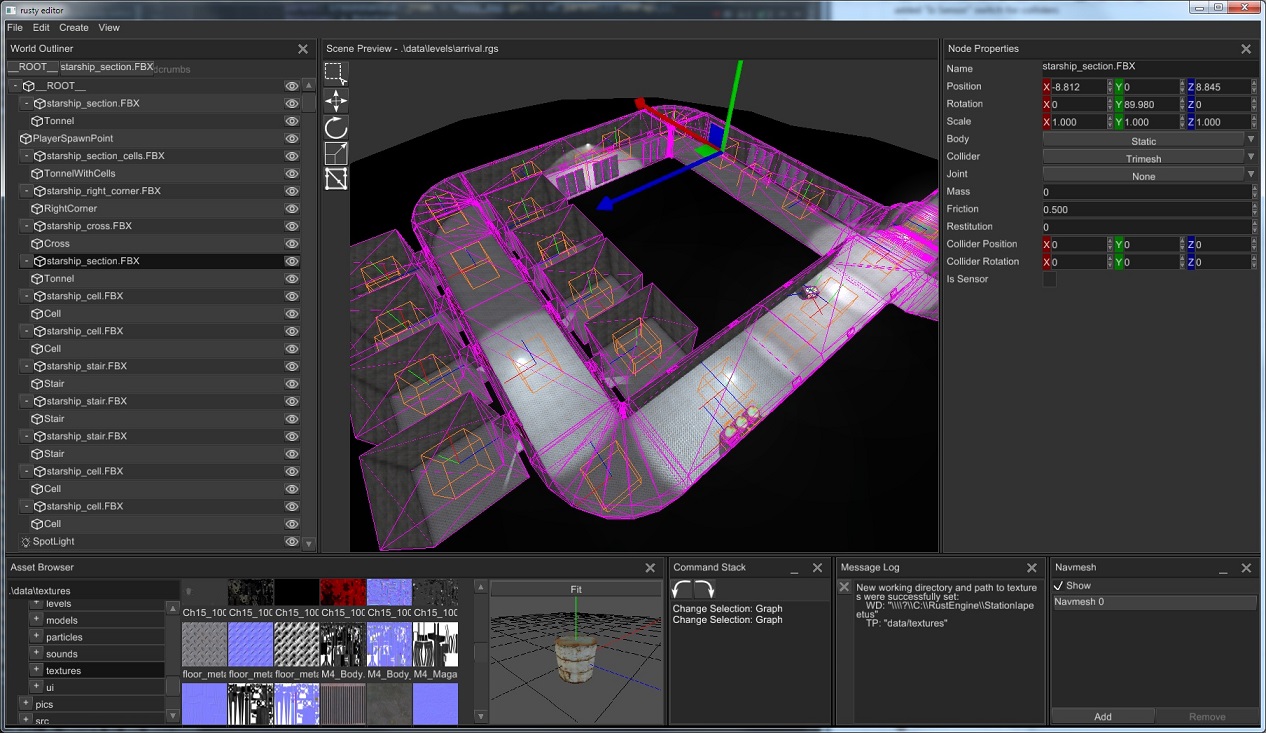 rusty editor
File Edit Create View
World Outliner
__ROOT__ starship_section.FBX
__ROOT__
starship_section.FBX
Tonnel
PlayerSpawnPoint
starship_section_cells.FBX
TonnelWithCells
starship_right_corner.FBX
RightCorner
starship_cross.FBX
Cross
starship_section.FBX
Tonnel
starship_cell.FBX
Cell
starship_cell.FBX
Cell
starship_stair.FBX
Stair
starship_stair.FBX
Stair
starship_stair.FBX
Stair
starship_cell.FBX
Cell
starship_cell.FBX
Cell
SpotLight
Scene Preview - .\data\levels\arrival.rgs
Node Properties
Name starship_section.FBX
Position X -8.812 Y 0 Z 8.845
Rotation X 0 Y 89.980 Z 0
Scale X 1.000 Y 1.000 Z 1.000
Body Static
Collider Trimesh
Joint None
Mass 0
Friction 0.500
Restitution 0
Collider Position X 0 Y 0 Z 0
Collider Rotation X 0 Y 0 Z 0
Is Sensor
Asset Browser
.\data\textures
+ levels
+ models
+ particles
+ sounds
+ textures
+ ui
+ pics
+ src
Ch15_100 Ch15_100 Ch15_100 Ch15_100 Ch15_100 Ch15_100
floor_meta floor_meta floor_meta M4_Body_ M4_Body_ M4_Maga
Fit
Command Stack
Change Selection: Graph
Change Selection: Graph
Message Log
New working directory and path to texture
s were successfully set:
WD: "\\\\?\\C:\\RustEngine\\StationIape
etus"
TP: "data/textures"
Navmesh
Show
Navmesh 0
Add Remove